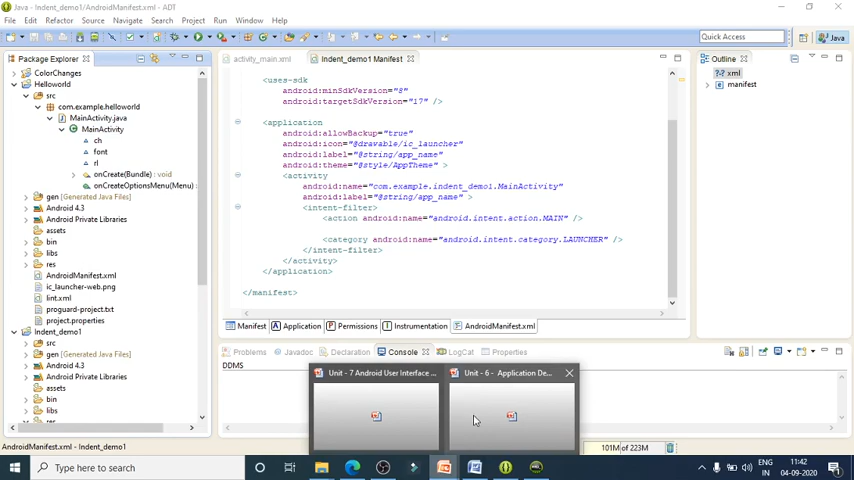 Java - Indent_demo1/AndroidManifest.xml - ADT
File Edit Refactor Source Navigate Search Project Run Window Help
Quick Access
Java
Package Explorer
ColorChanges
Helloworld
src
com.example.helloworld
MainActivity.java
MainActivity
ch
font
rl
onCreate(Bundle) : void
onCreateOptionsMenu(Menu)
gen [Generated Java Files]
Android 4.3
Android Private Libraries
assets
bin
libs
res
AndroidManifest.xml
ic_launcher-web.png
lint.xml
proguard-project.txt
project.properties
Indent_demo1
src
gen [Generated Java Files]
Android 4.3
Android Private Libraries
assets
bin
libs
res
activity_main.xml
Indent_demo1 Manifest
<uses-sdk
android:minSdkVersion="8"
android:targetSdkVersion="17" />
<application
android:allowBackup="true"
android:icon="@drawable/ic_launcher"
android:label="@string/app_name"
android:theme="@style/AppTheme" >
<activity
android:name="com.example.indent_demo1.MainActivity"
android:label="@string/app_name" >
<intent-filter>
<action android:name="android.intent.action.MAIN" />
<category android:name="android.intent.category.LAUNCHER" />
</intent-filter>
</activity>
</application>
</manifest>
Manifest Application Permissions Instrumentation AndroidManifest.xml
Outline
?-? xml
manifest
Problems Javadoc Declaration Console LogCat Properties
DDMS
Unit - 7 Android User Interface ...
Unit - 6 - Application De...
AndroidManifest.xml - Indent_demo1
101M of 223M
Type here to search
ENG
IN
11:42
04-09-2020